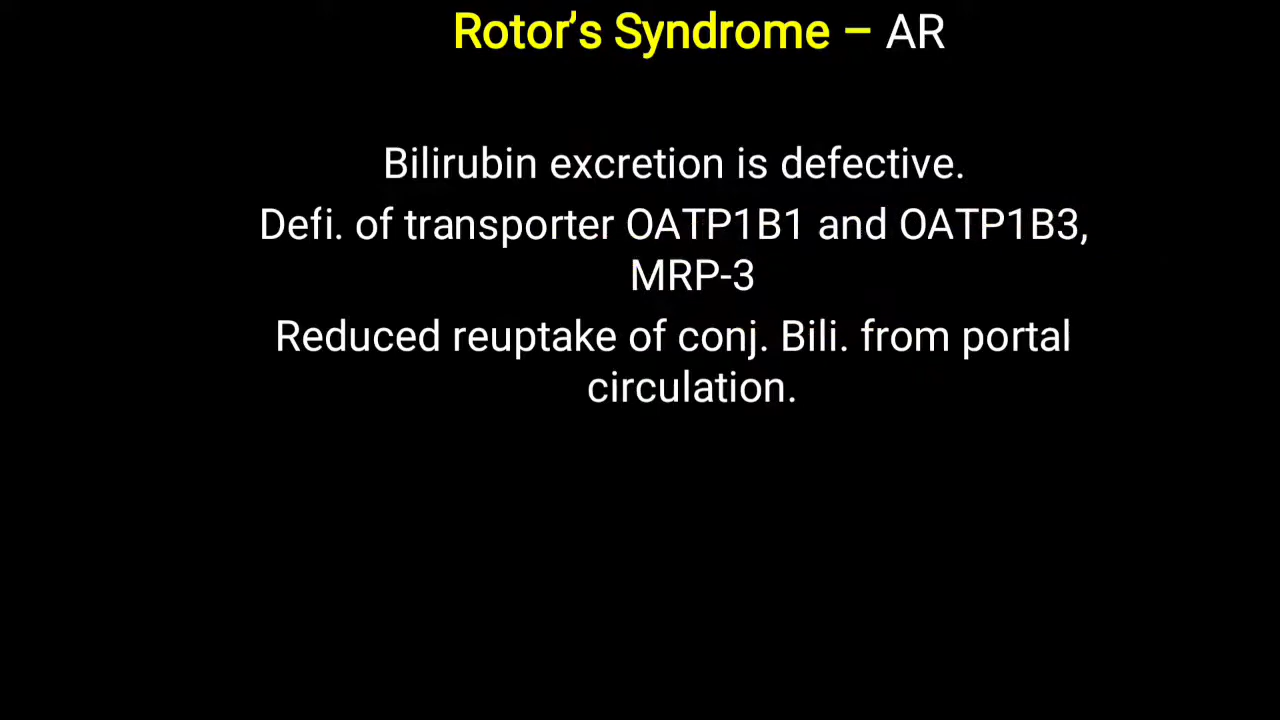 Rotor’s Syndrome – AR
Bilirubin excretion is defective.
Defi. of transporter OATP1B1 and OATP1B3,
MRP-3
Reduced reuptake of conj. Bili. from portal
circulation.